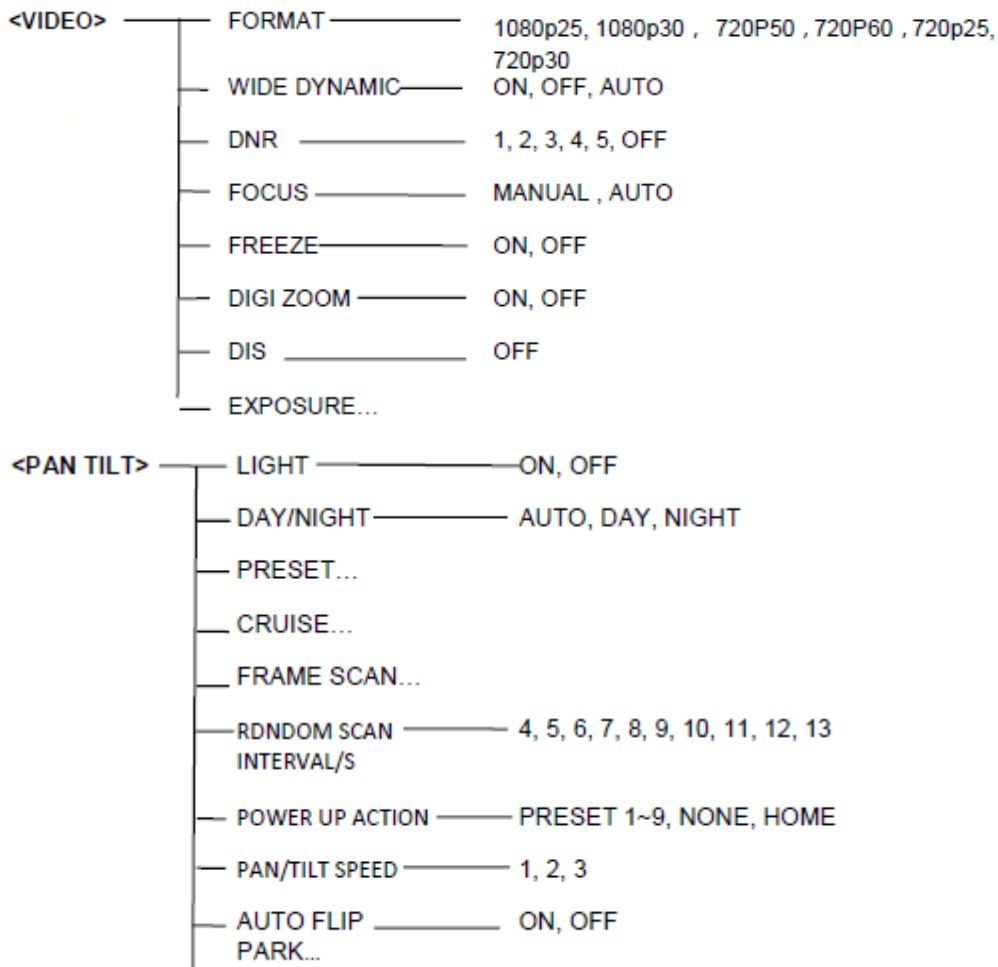 <VIDEO> FORMAT 1080p25, 1080p30 , 720P50 , 720P60 , 720p25,
720p30
WIDE DYNAMIC ON, OFF, AUTO
DNR 1, 2, 3, 4, 5, OFF
FOCUS MANUAL , AUTO
FREEZE ON, OFF
DIGI ZOOM ON, OFF
DIS OFF
EXPOSURE…
<PAN TILT> LIGHT ON, OFF
DAY/NIGHT AUTO, DAY, NIGHT
PRESET…
CRUISE…
FRAME SCAN…
RDNDOM SCAN 4, 5, 6, 7, 8, 9, 10, 11, 12, 13
INTERVAL/S
POWER UP ACTION PRESET 1~9, NONE, HOME
PAN/TILT SPEED 1, 2, 3
AUTO FLIP ON, OFF
PARK...